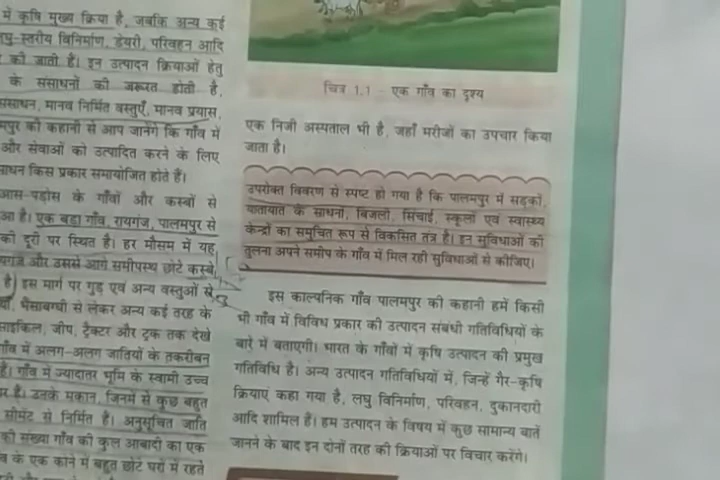 में कृषि मुख्य क्रिया है, जबकि अन्य कई
लघु-स्तरीय विनिर्माण, डेयरी, परिवहन आदि
की जाती हैं। इन उत्पादन क्रियाओं हेतु
के संसाधनों की जरूरत होती है,
संसाधन, मानव निर्मित वस्तुएँ, मानव प्रयास,
की कहानी से आप जानेंगे कि गाँव में
और सेवाओं को उत्पादित करने के लिए
किस प्रकार समायोजित होते हैं।
आस-पड़ोस के गाँवों और कस्बों से
आ है। एक बड़ा गाँव, रायगंज, पालमपुर से
की दूरी पर स्थित है। हर मौसम में यह
और उससे आगे समीपस्थ छोटे कस्बे
है। इस मार्ग पर गुड़ एवं अन्य वस्तुओं से
भैंसाबग्घी से लेकर अन्य कई तरह के
जीप, ट्रैक्टर और ट्रक तक देखे
गाँव में अलग-अलग जातियों के तकरीबन
हैं। गाँव में ज्यादातर भूमि के स्वामी उच्च
हैं। उनके मकान, जिनमें से कुछ बहुत
सीमेंट से निर्मित हैं। अनुसूचित जाति
की संख्या गाँव की कुल आबादी का एक
के एक कोने में बहुत छोटे घरों में रहते
चित्र 1.1 – एक गाँव का दृश्य
एक निजी अस्पताल भी है, जहाँ मरीजों का उपचार किया
जाता है।
उपरोक्त विवरण से स्पष्ट हो गया है कि पालमपुर में सड़कों,
यातायात के साधनों, बिजली, सिंचाई, स्कूलों एवं स्वास्थ्य
केन्द्रों का समुचित रूप से विकसित तंत्र है। इन सुविधाओं की
तुलना अपने समीप के गाँव में मिल रही सुविधाओं से कीजिए।
इस काल्पनिक गाँव पालमपुर की कहानी हमें किसी
भी गाँव में विविध प्रकार की उत्पादन संबंधी गतिविधियों के
बारे में बताएगी। भारत के गाँवों में कृषि उत्पादन की प्रमुख
गतिविधि है। अन्य उत्पादन गतिविधियों में, जिन्हें गैर-कृषि
क्रियाएं कहा गया है, लघु विनिर्माण, परिवहन, दुकानदारी
आदि शामिल हैं। हम उत्पादन के विषय में कुछ सामान्य बातें
जानने के बाद इन दोनों तरह की क्रियाओं पर विचार करेंगे।